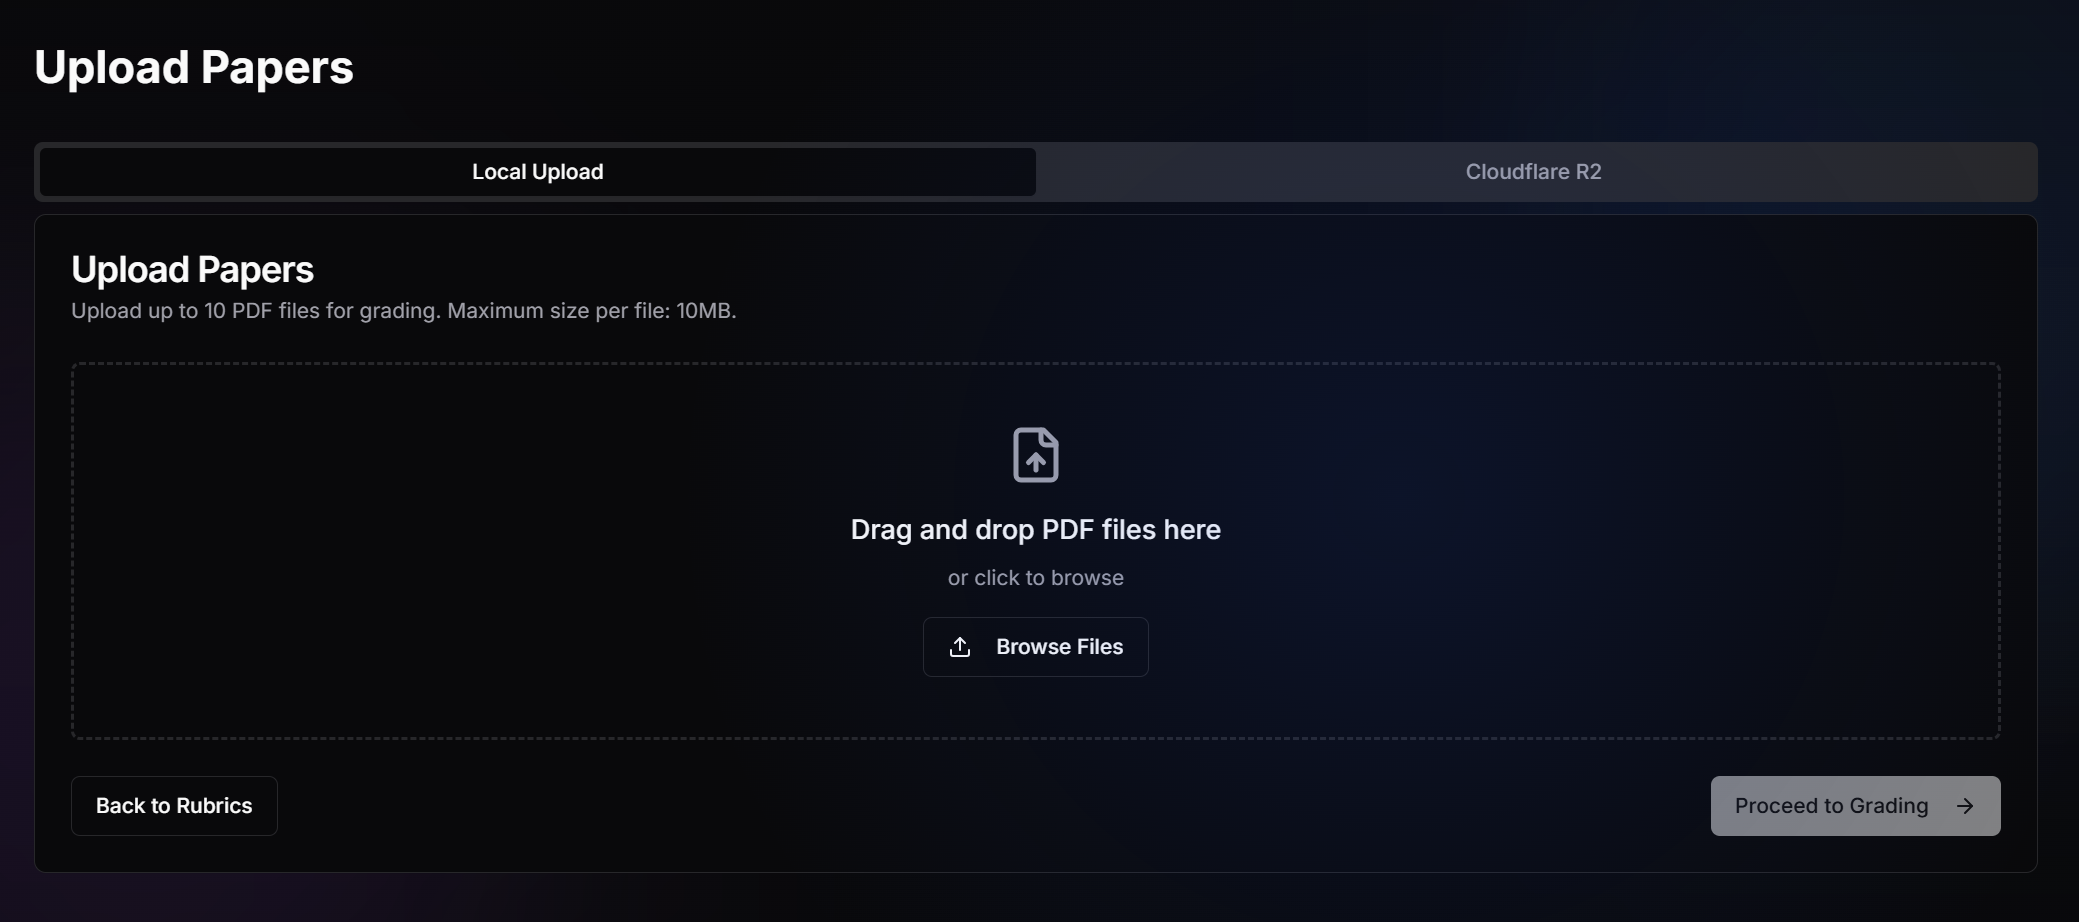 Upload Papers
Local Upload
Cloudflare R2
Upload Papers
Upload up to 10 PDF files for grading. Maximum size per file: 10MB.
Drag and drop PDF files here
or click to browse
Browse Files
Back to Rubrics
Proceed to Grading